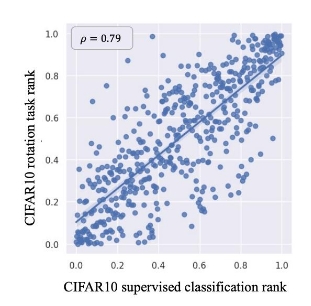 ρ = 0.79
1.0
0.8
0.6
0.4
0.2
0.0
0.0 0.2 0.4 0.6 0.8 1.0
CIFAR10 rotation task rank
CIFAR10 supervised classification rank